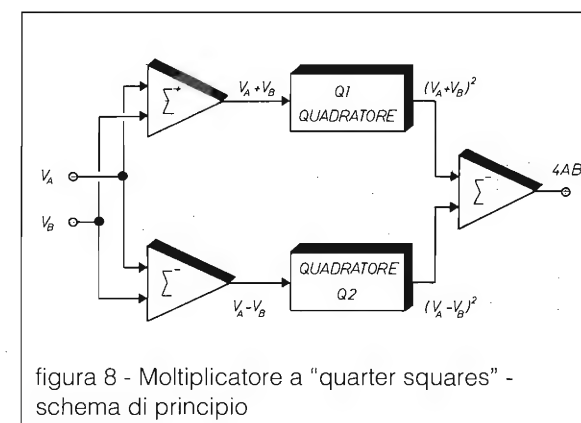 Σ⁺
V_A+V_B
Q1
QUADRATORE
(V_A+V_B)²
V_A
V_B
Σ⁻
4AB
Σ⁻
V_A-V_B
QUADRATORE
Q2
(V_A-V_B)²
figura 8 - Moltiplicatore a "quarter squares" -
schema di principio